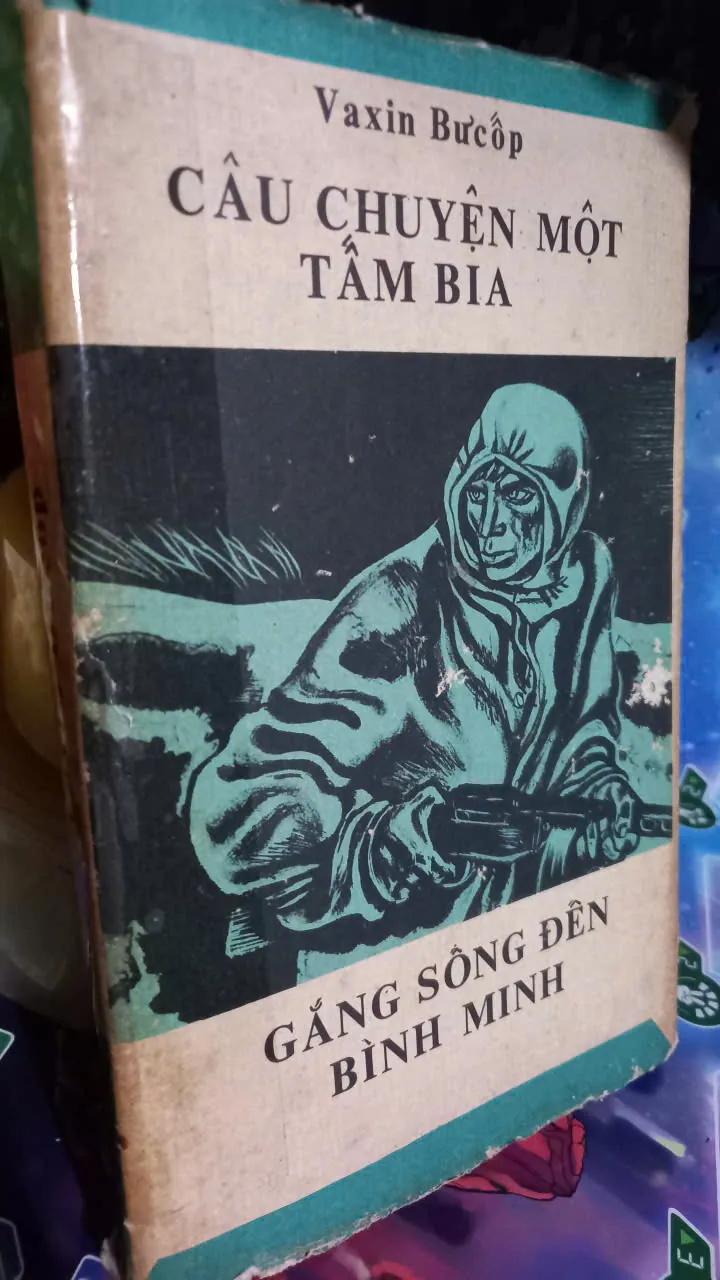 Vaxin Bưcốp
CÂU CHUYỆN MỘT
TẤM BIA
GẮNG SỐNG ĐẾN
BÌNH MINH
E